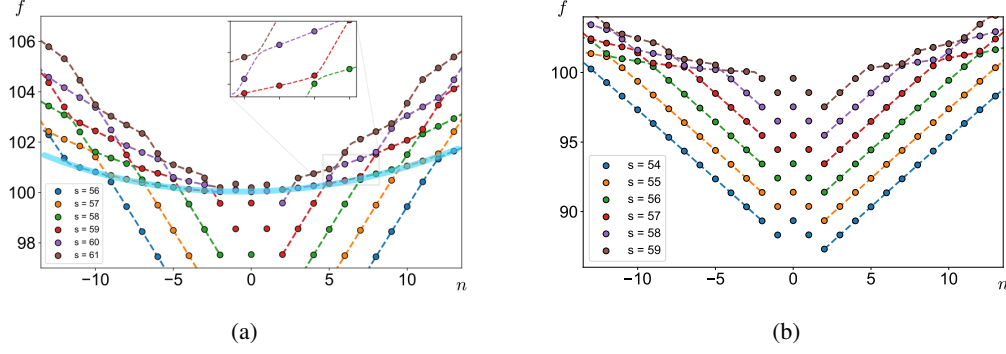 f
106
104
102
100
98
s = 56
s = 57
s = 58
s = 59
s = 60
s = 61
−10
−5
0
5
10
n
(a)
f
100
95
90
s = 54
s = 55
s = 56
s = 57
s = 58
s = 59
−10
−5
0
5
10
n
(b)